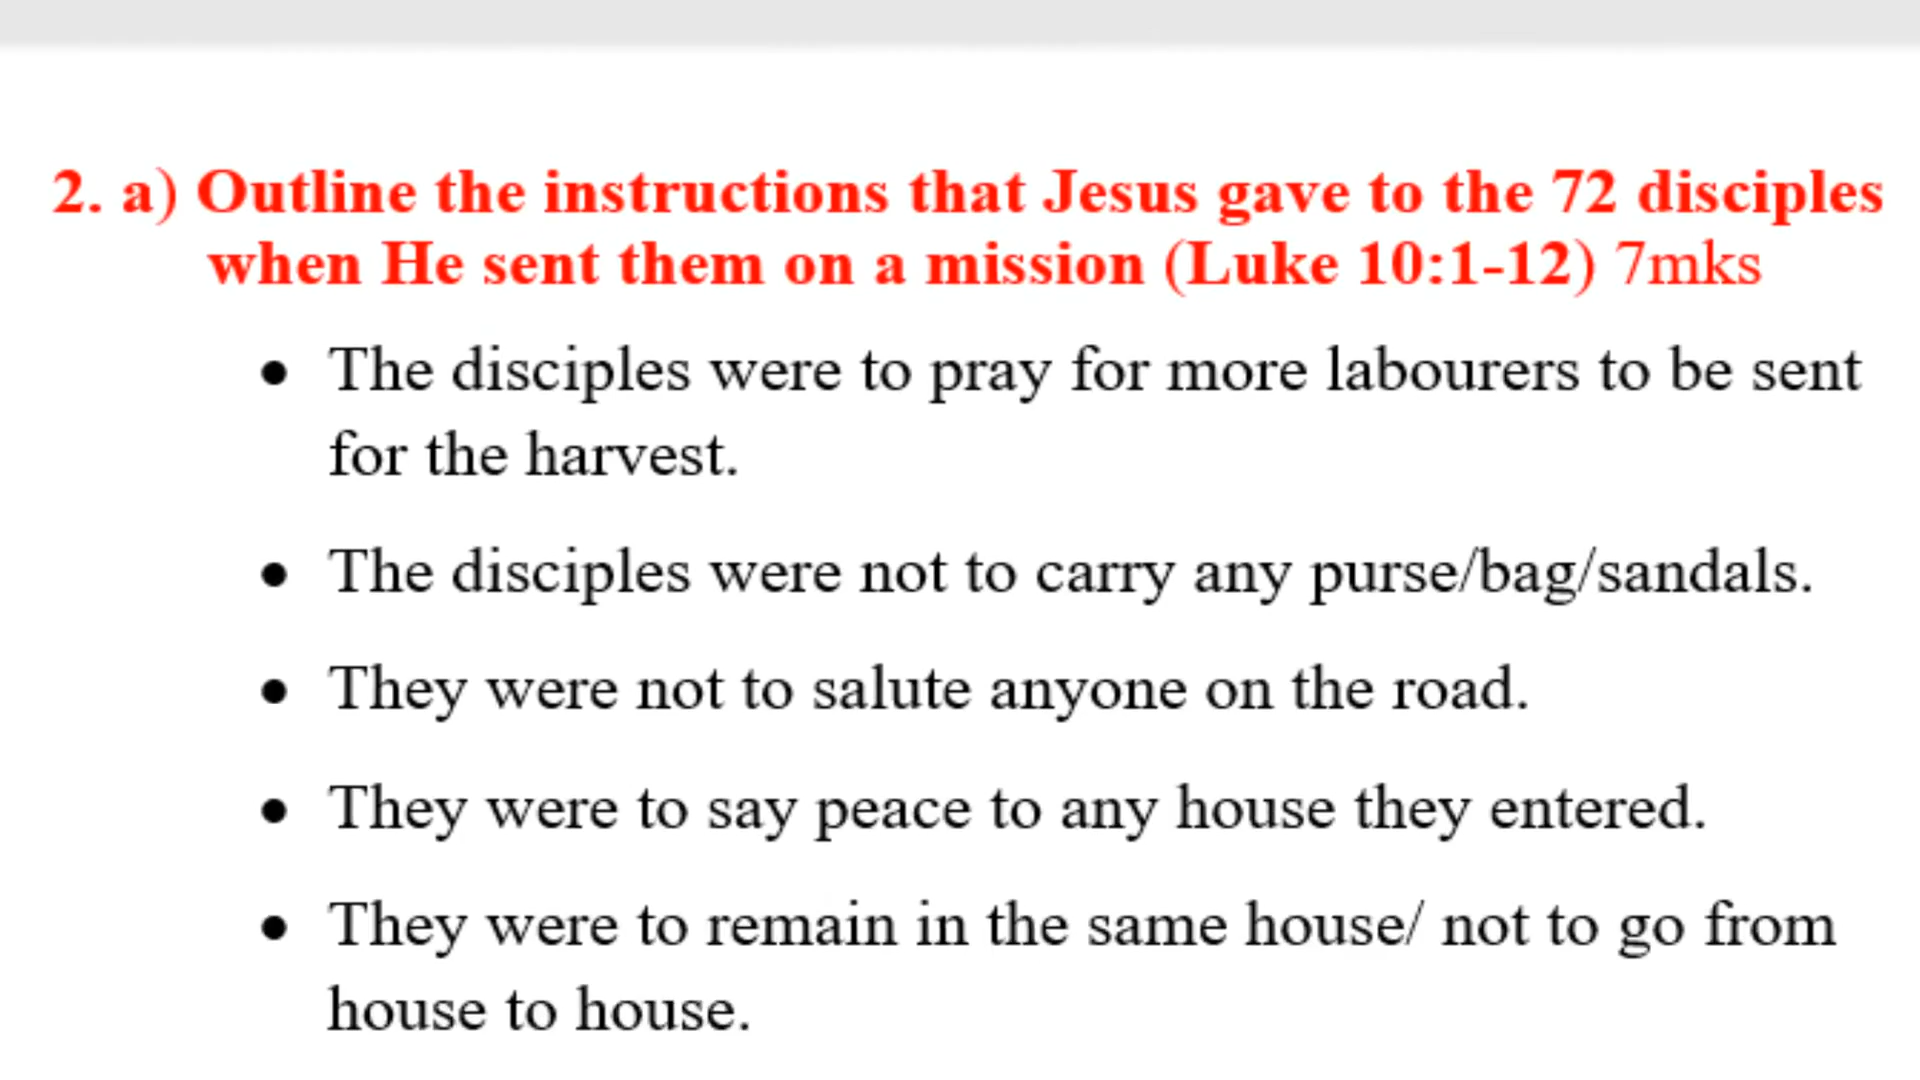 2. a) Outline the instructions that Jesus gave to the 72 disciples
when He sent them on a mission (Luke 10:1-12) 7mks
● The disciples were to pray for more labourers to be sent
for the harvest.
● The disciples were not to carry any purse/bag/sandals.
● They were not to salute anyone on the road.
● They were to say peace to any house they entered.
● They were to remain in the same house/ not to go from
house to house.